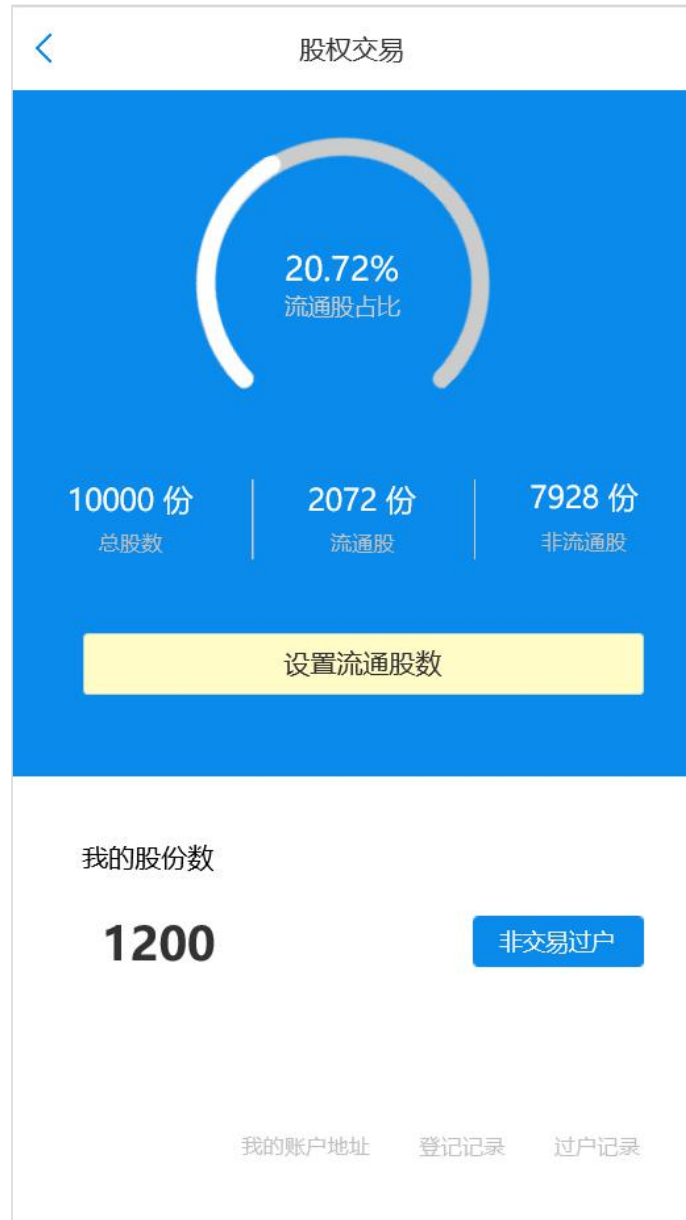 股权交易
20.72%
流通股占比
10000 份 2072 份 7928 份
总股数 流通股 非流通股
设置流通股数
我的股份数
1200 非交易过户
我的账户地址 登记记录 过户记录